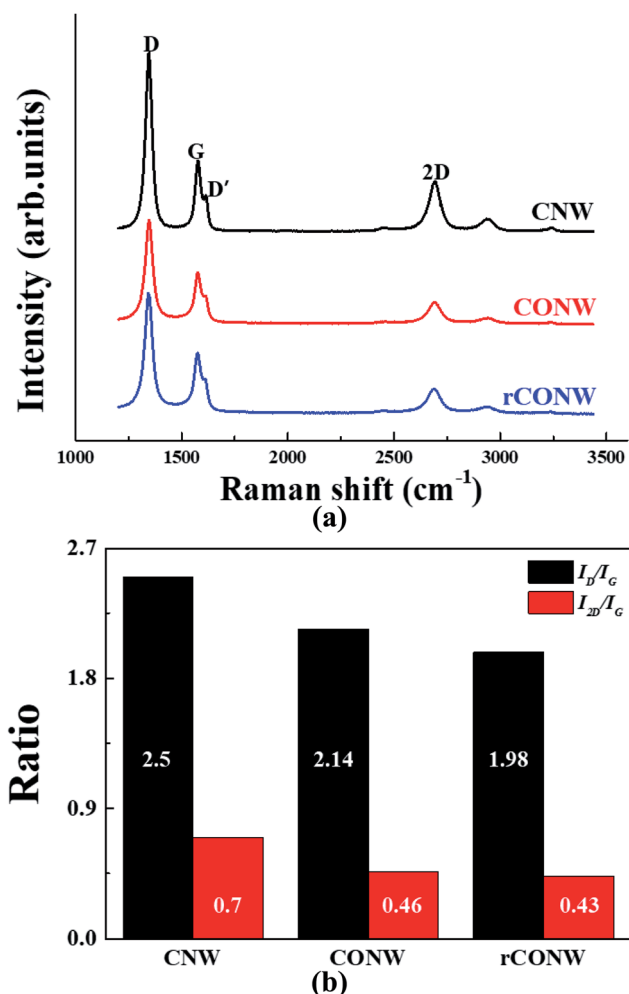 D
G
D′
2D
CNW
CONW
rCONW
Intensity (arb.units)
1000 1500 2000 2500 3000 3500
Raman shift (cm⁻¹)
(a)
2.7
1.8
0.9
0.0
Ratio
I_D/I_G
I_2D/I_G
2.5
2.14
1.98
0.7
0.46
0.43
CNW CONW rCONW
(b)